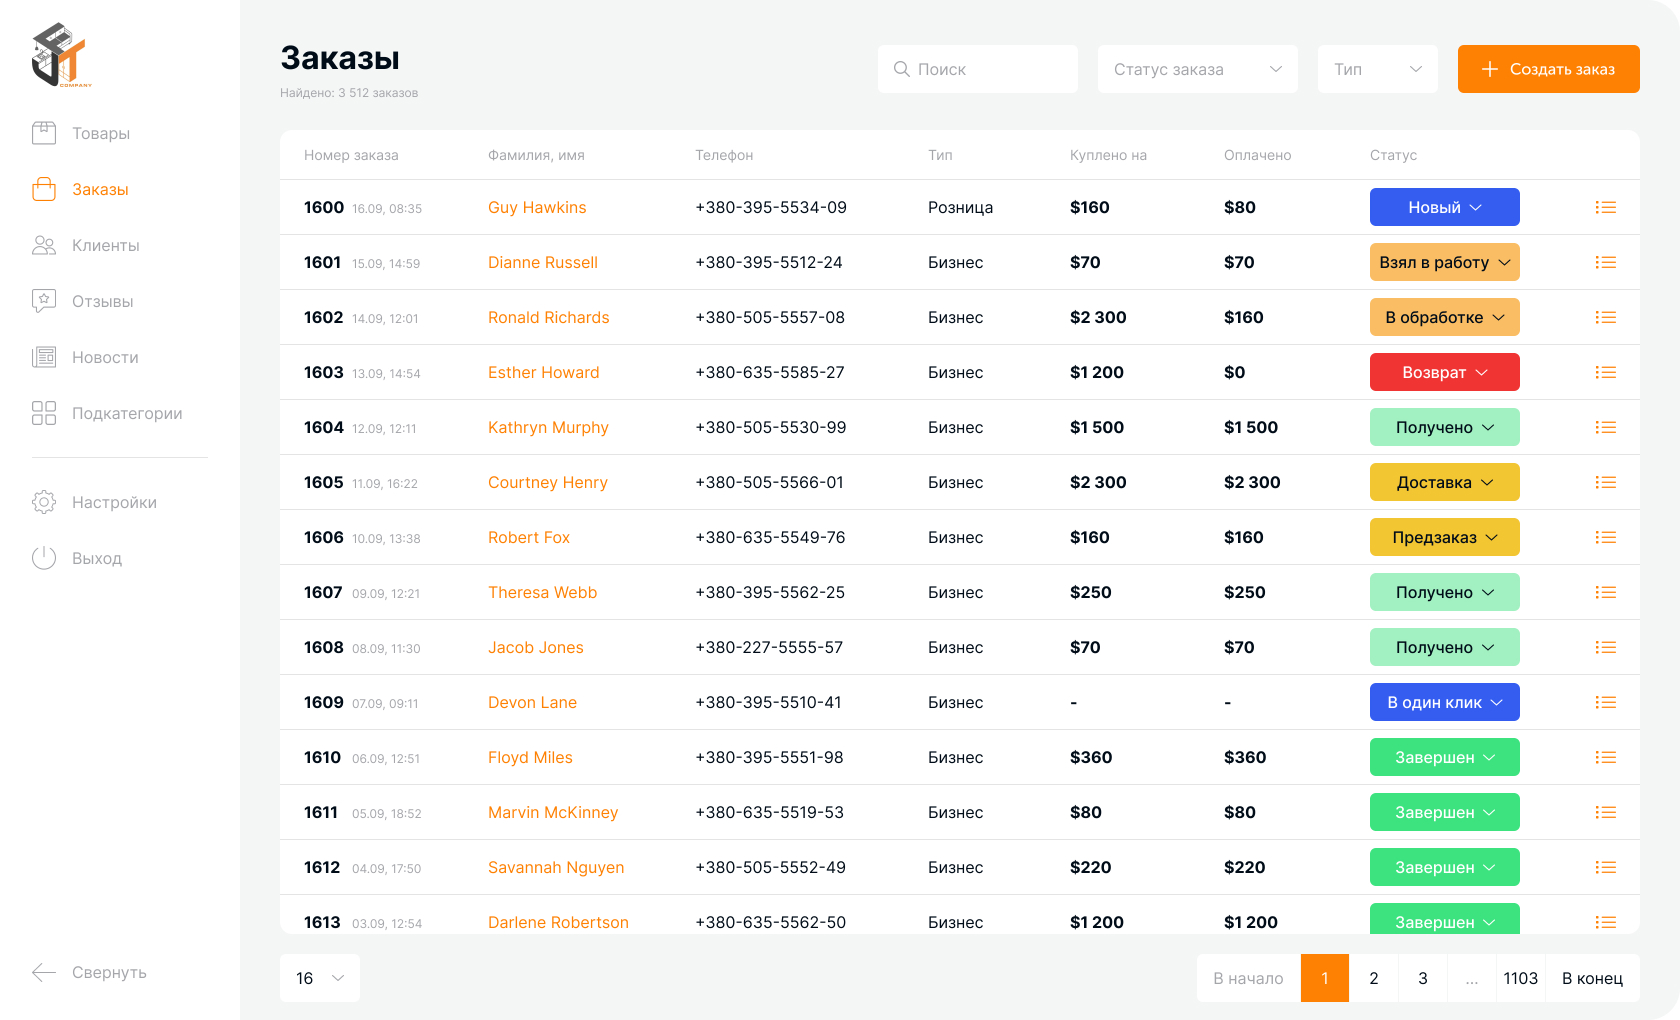 COMPANY
Товары
Заказы
Клиенты
Отзывы
Новости
Подкатегории
Настройки
Выход
Свернуть
Заказы
Найдено: 3 512 заказов
Поиск
Статус заказа
Тип
Создать заказ
Номер заказа Фамилия, имя Телефон Тип Куплено на Оплачено Статус
1600 16.09, 08:35 Guy Hawkins +380-395-5534-09 Розница $160 $80 Новый
1601 15.09, 14:59 Dianne Russell +380-395-5512-24 Бизнес $70 $70 Взял в работу
1602 14.09, 12:01 Ronald Richards +380-505-5557-08 Бизнес $2 300 $160 В обработке
1603 13.09, 14:54 Esther Howard +380-635-5585-27 Бизнес $1 200 $0 Возврат
1604 12.09, 12:11 Kathryn Murphy +380-505-5530-99 Бизнес $1 500 $1 500 Получено
1605 11.09, 16:22 Courtney Henry +380-505-5566-01 Бизнес $2 300 $2 300 Доставка
1606 10.09, 13:38 Robert Fox +380-635-5549-76 Бизнес $160 $160 Предзаказ
1607 09.09, 12:21 Theresa Webb +380-395-5562-25 Бизнес $250 $250 Получено
1608 08.09, 11:30 Jacob Jones +380-227-5555-57 Бизнес $70 $70 Получено
1609 07.09, 09:11 Devon Lane +380-395-5510-41 Бизнес - - В один клик
1610 06.09, 12:51 Floyd Miles +380-395-5551-98 Бизнес $360 $360 Завершен
1611 05.09, 18:52 Marvin McKinney +380-635-5519-53 Бизнес $80 $80 Завершен
1612 04.09, 17:50 Savannah Nguyen +380-505-5552-49 Бизнес $220 $220 Завершен
1613 03.09, 12:54 Darlene Robertson +380-635-5562-50 Бизнес $1 200 $1 200 Завершен
16
В начало 1 2 3 ... 1103 В конец